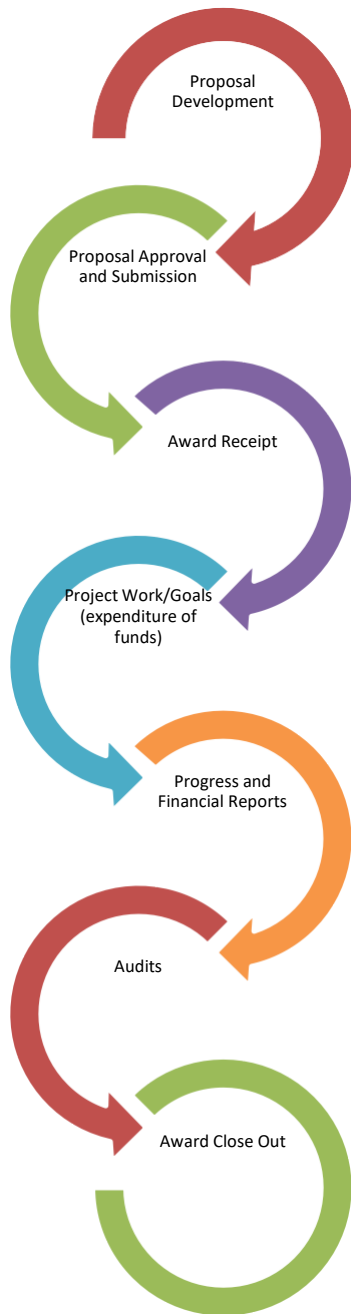 Proposal
Development
Proposal Approval
and Submission
Award Receipt
Project Work/Goals
(expenditure of
funds)
Progress and
Financial Reports
Audits
Award Close Out